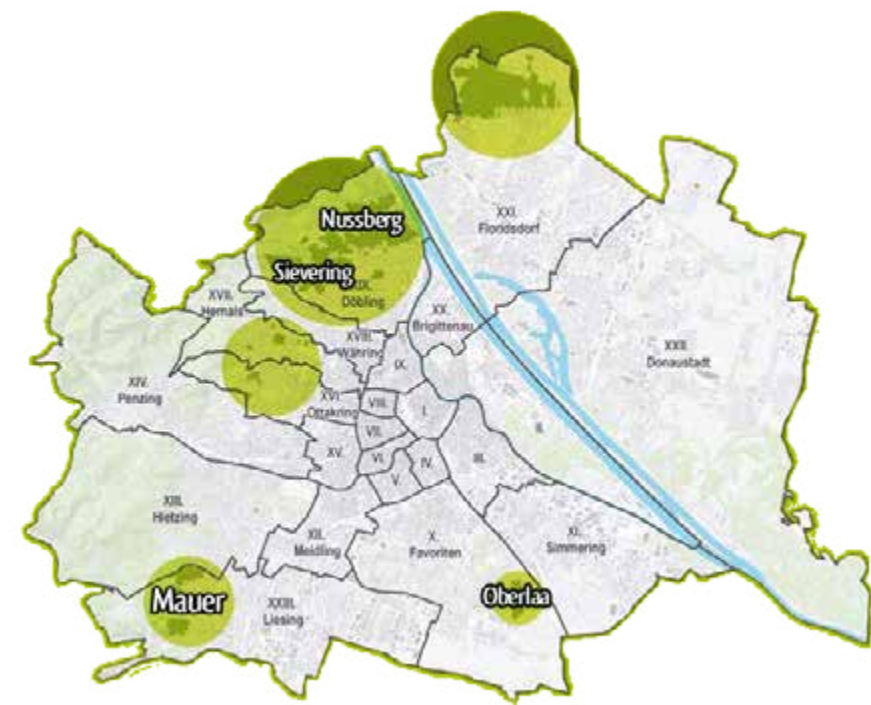 Nussberg
XXI.
Floridsdorf
Sievering
XIX.
Döbling
XVII.
Hernals
XX.
Brigittenau
XVIII.
Währing
IX.
XXII.
Donaustadt
XIV.
Penzing
XVI.
Ottakring
VIII.
I.
VII.
II.
XV.
VI.
V.
IV.
III.
XIII.
Hietzing
XII.
Meidling
X.
Favoriten
XI.
Simmering
Mauer
XXIII.
Liesing
Oberlaa